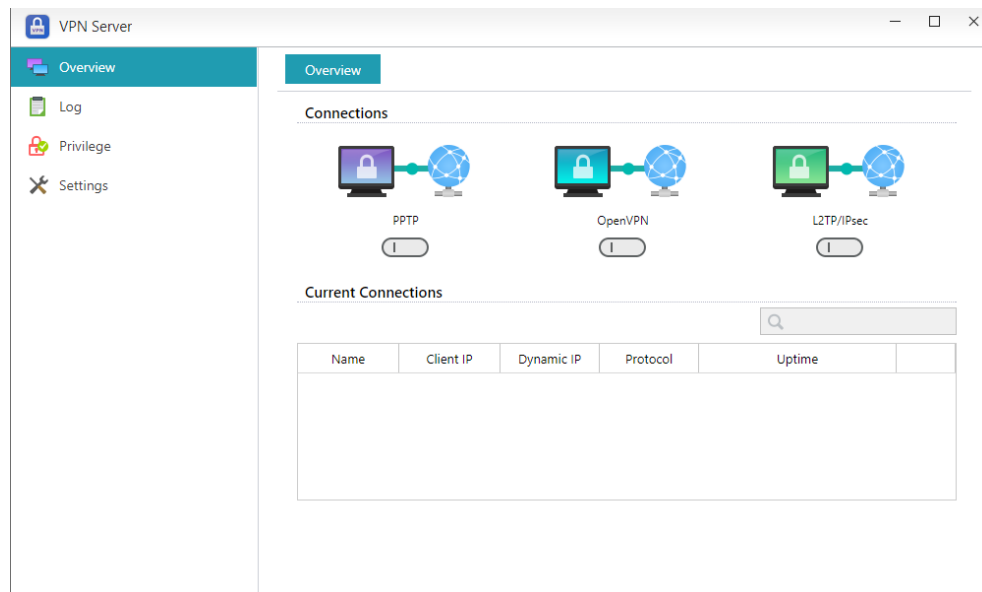 VPN Server
Overview
Log
Privilege
Settings
Overview
Connections
PPTP
OpenVPN
L2TP/IPsec
Current Connections
Name Client IP Dynamic IP Protocol Uptime